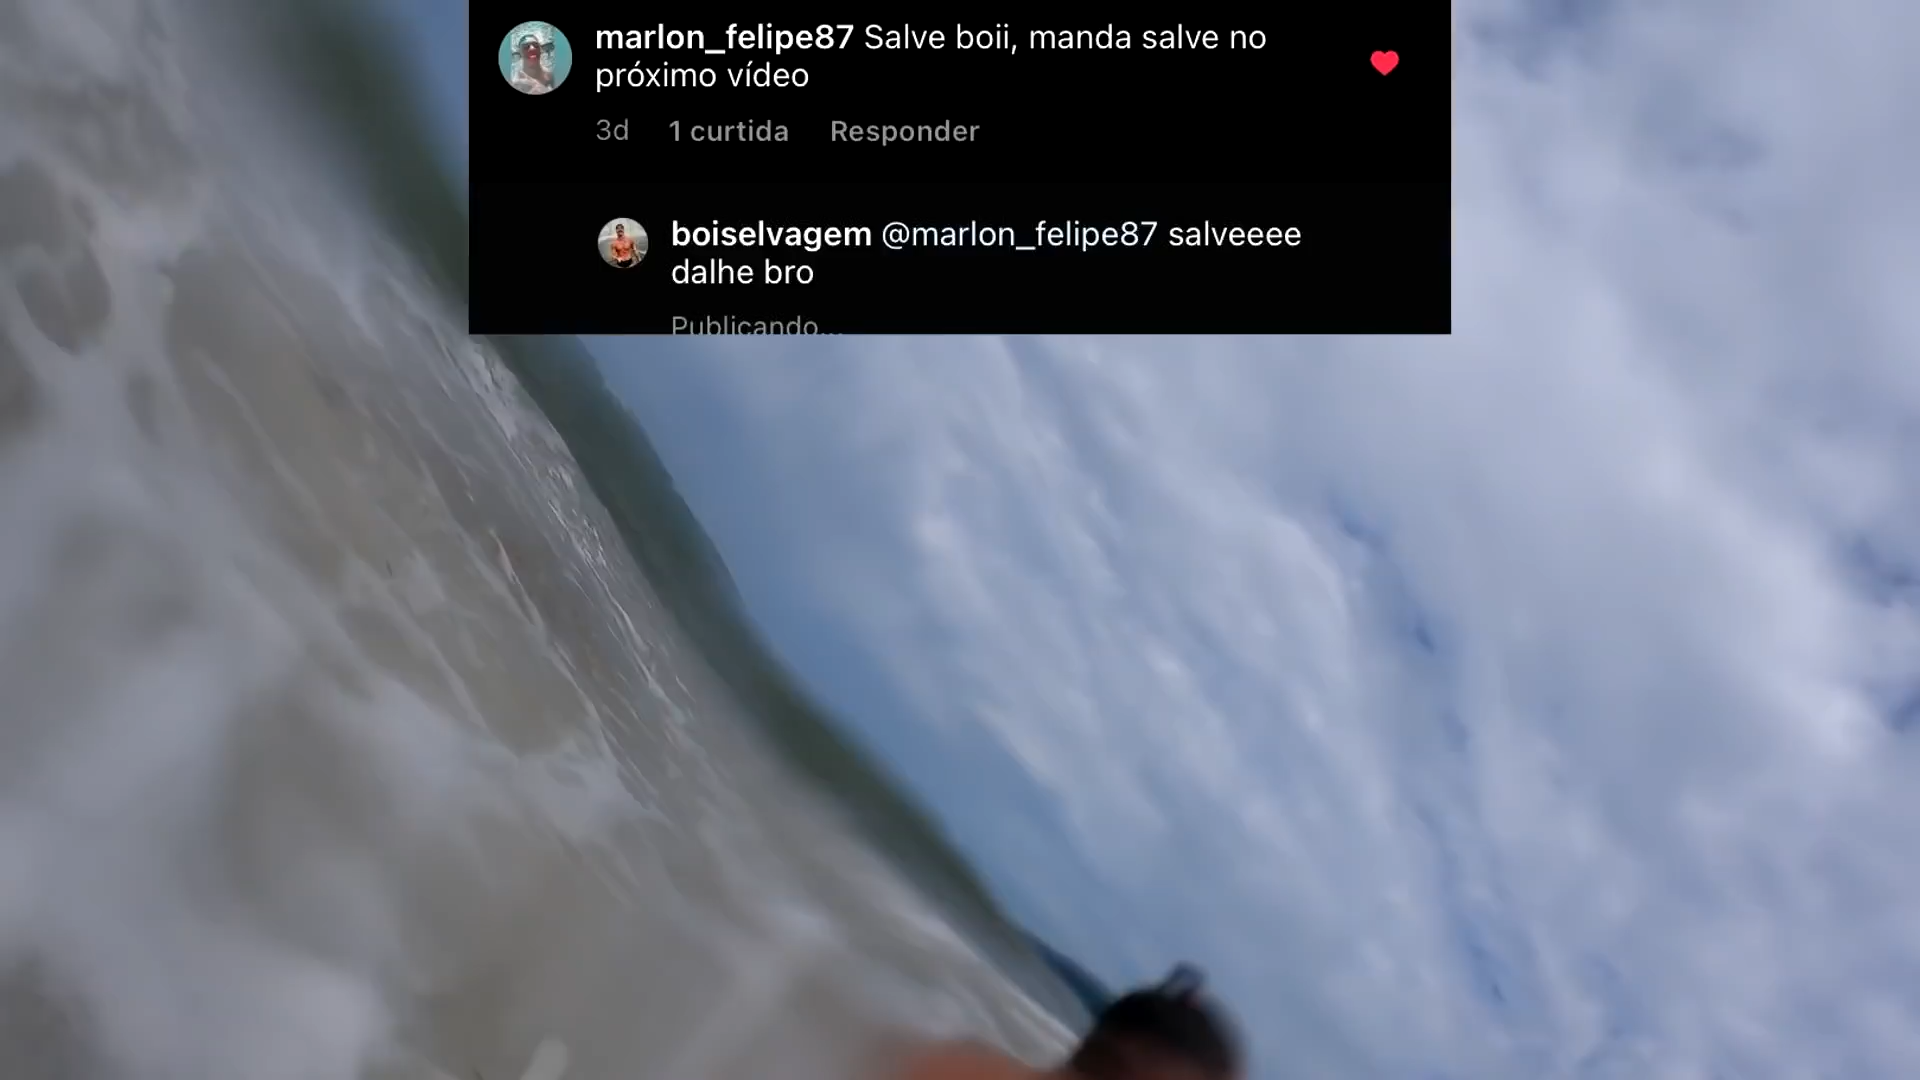 marlon_felipe87 Salve boii, manda salve no
próximo vídeo
3d 1 curtida Responder
boiselvagem @marlon_felipe87 salveeee
dalhe bro
Publicando...